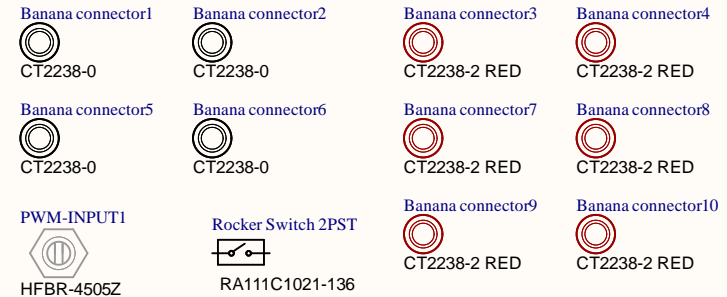 Banana connector1
Banana connector2
Banana connector3
Banana connector4
CT2238-0
CT2238-0
CT2238-2 RED
CT2238-2 RED
Banana connector5
Banana connector6
Banana connector7
Banana connector8
CT2238-0
CT2238-0
CT2238-2 RED
CT2238-2 RED
PWM-INPUT1
Rocker Switch 2PST
Banana connector9
Banana connector10
HFBR-4505Z
RA111C1021-136
CT2238-2 RED
CT2238-2 RED